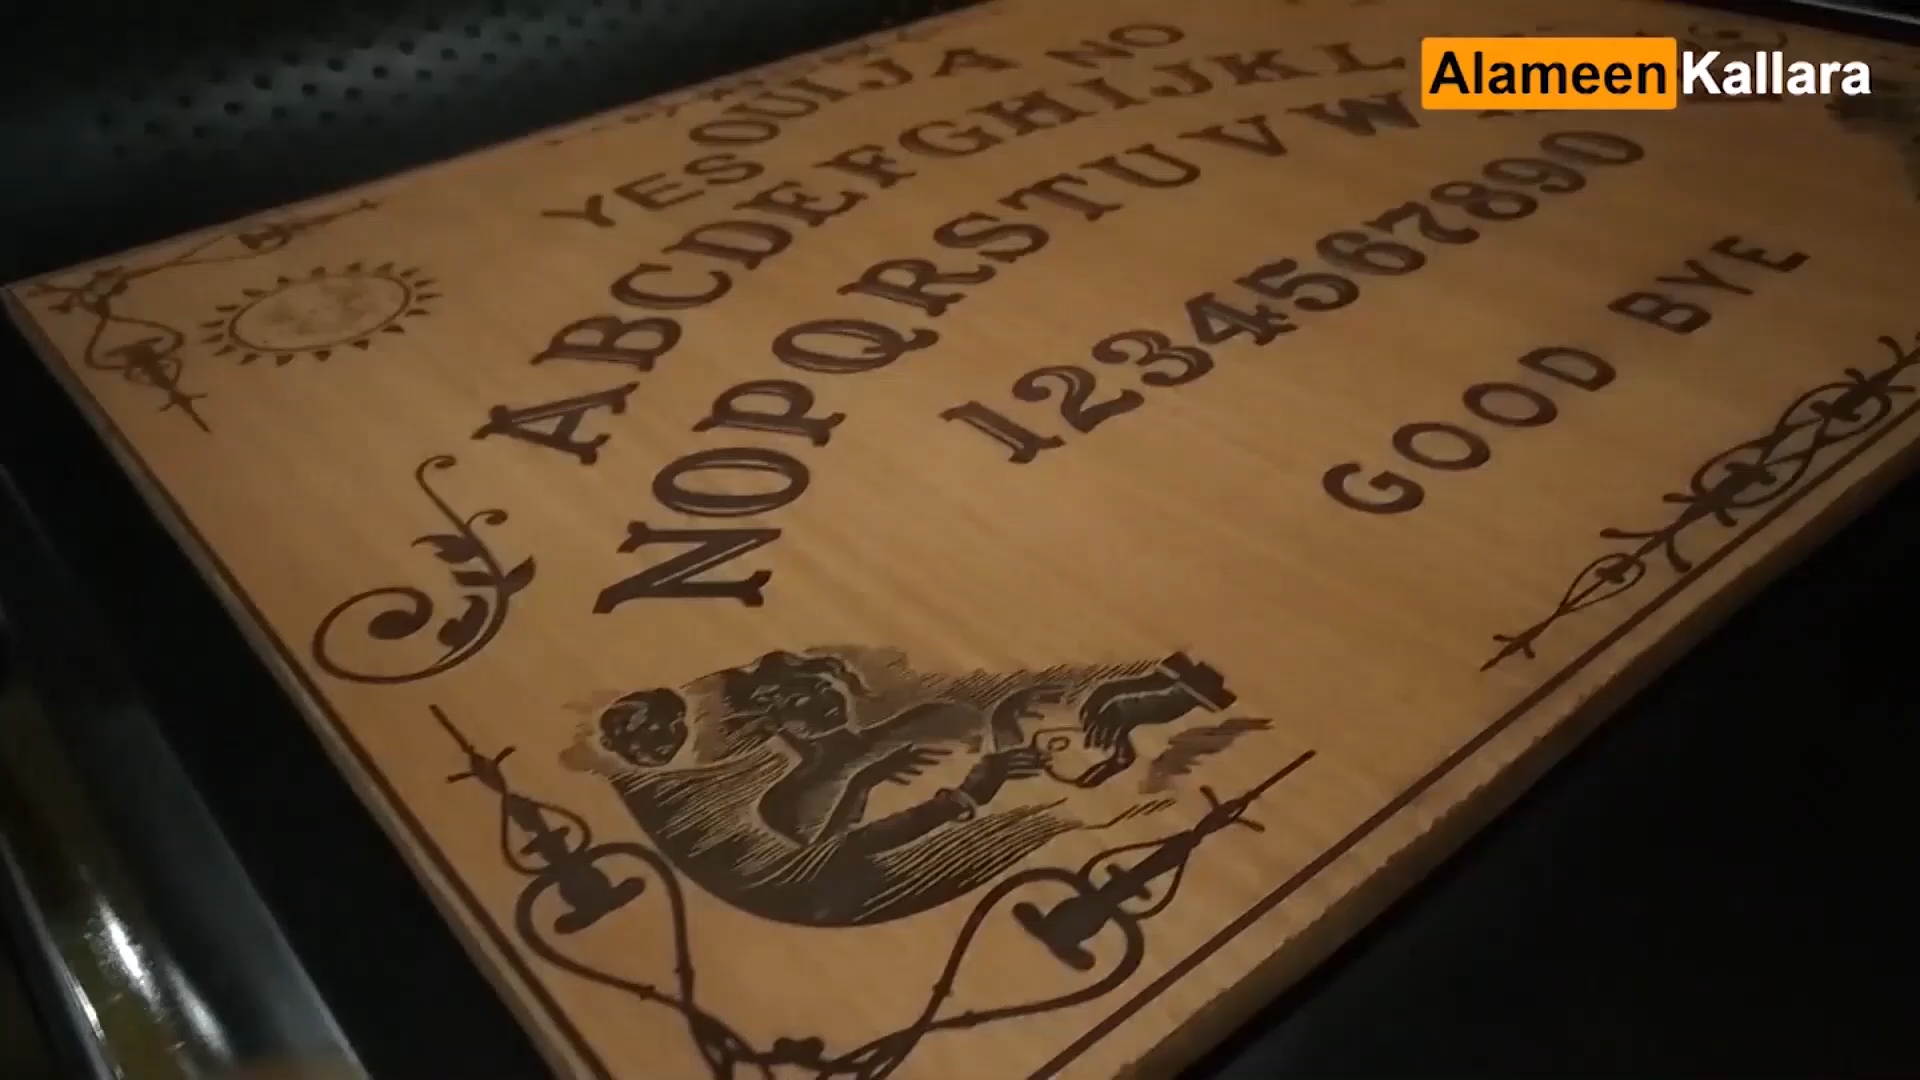 Alameen Kallara
OUIJA
YES NO
ABCDEFGHIJKL
NOPQRSTUVW
1234567890
GOOD BYE